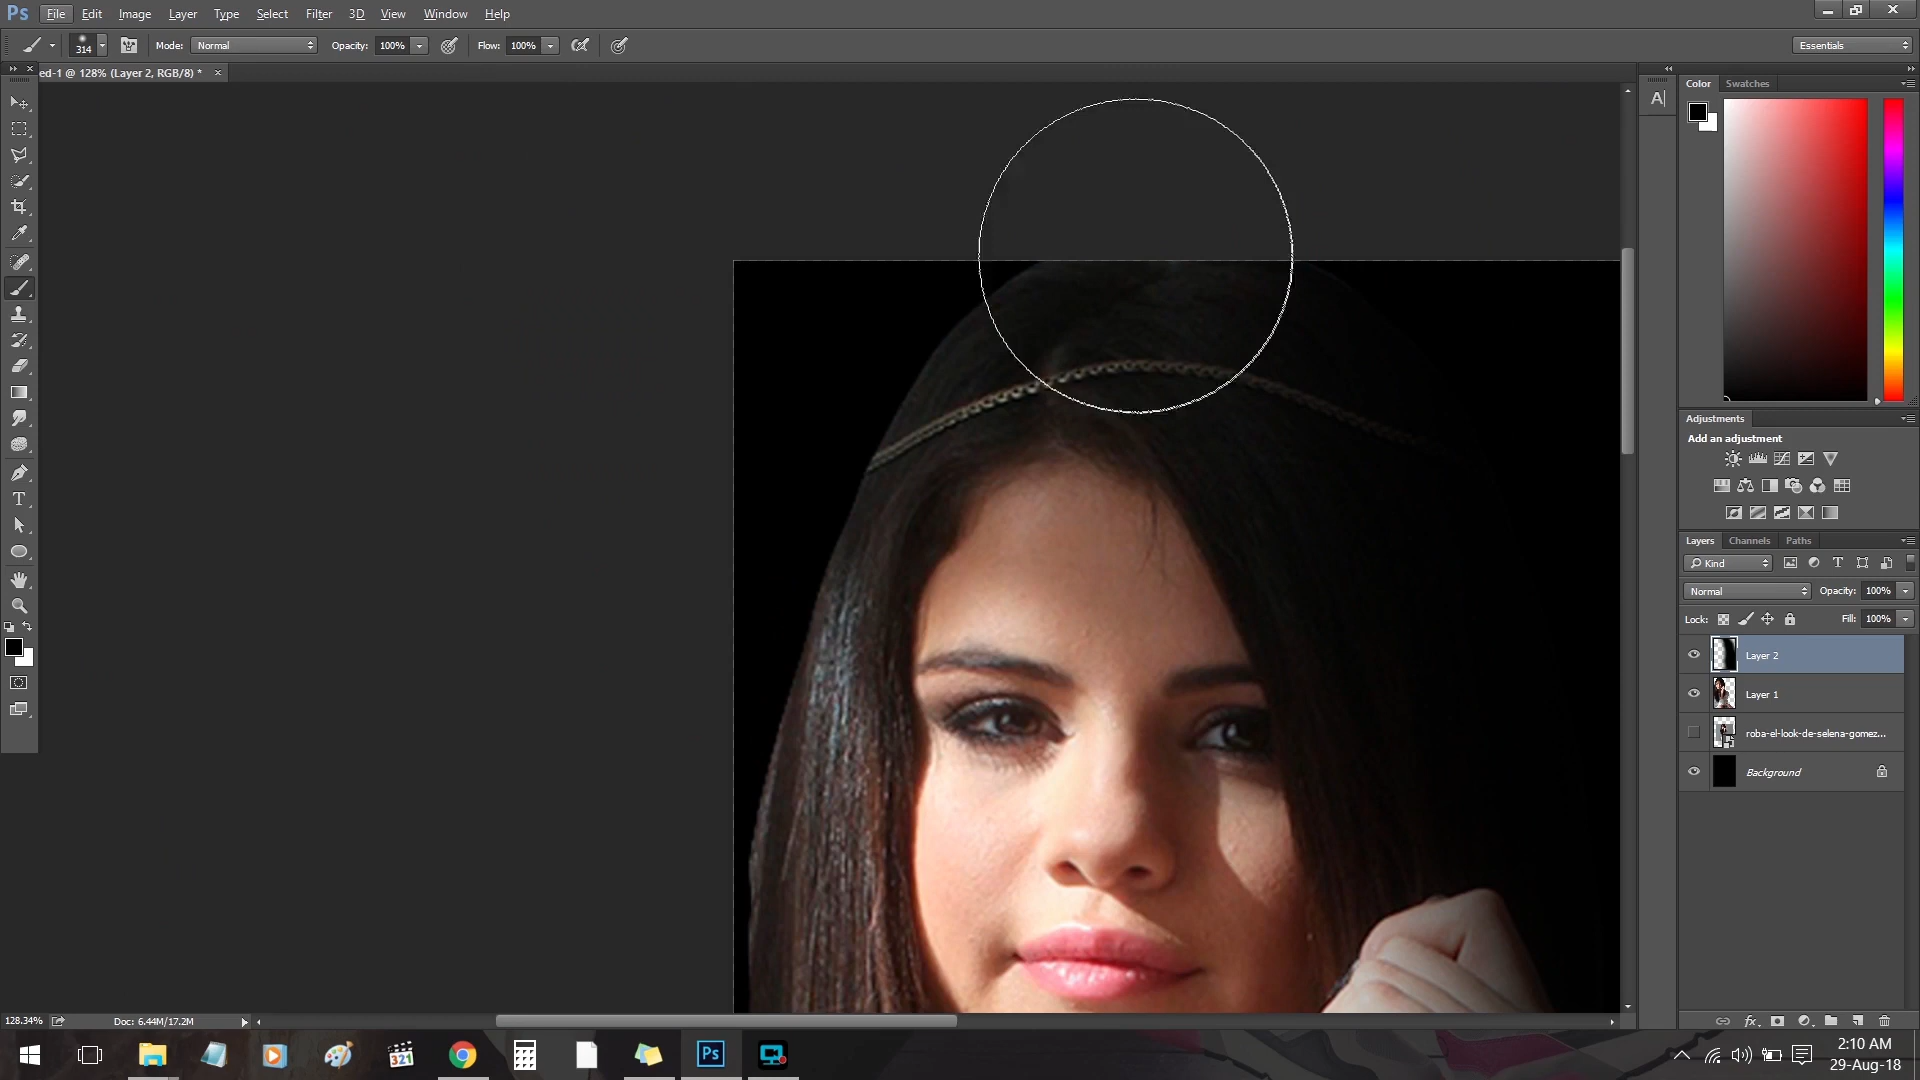 Ps File Edit Image Layer Type Select Filter 3D View Window Help
314 Mode: Normal Opacity: 100% Flow: 100% Essentials
ed-1 @ 128% (Layer 2, RGB/8) * ×
Color Swatches
A|
Adjustments
Add an adjustment
Layers Channels Paths
Kind T
Normal Opacity: 100%
Lock: Fill: 100%
Layer 2
Layer 1
roba-el-look-de-selena-gomez...
Background
T
128.34% Doc: 6.44M/17.2M
fx
321 Ps
2:10 AM
29-Aug-18